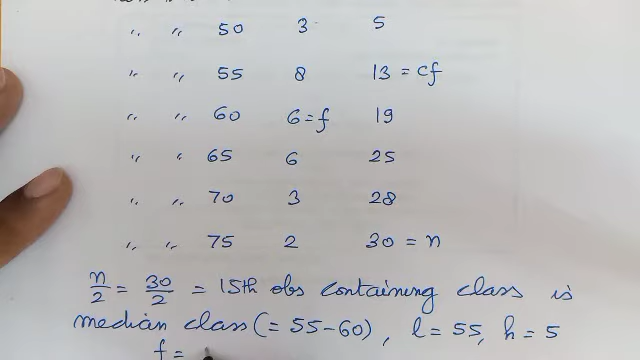 ,, ,, 50 3 5
,, ,, 55 8 13 = cf
,, ,, 60 6=f 19
,, ,, 65 6 25
,, ,, 70 3 28
,, ,, 75 2 30 = n
n/2 = 30/2 = 15th obs containing class is
median class (= 55-60), l = 55, h = 5
f =